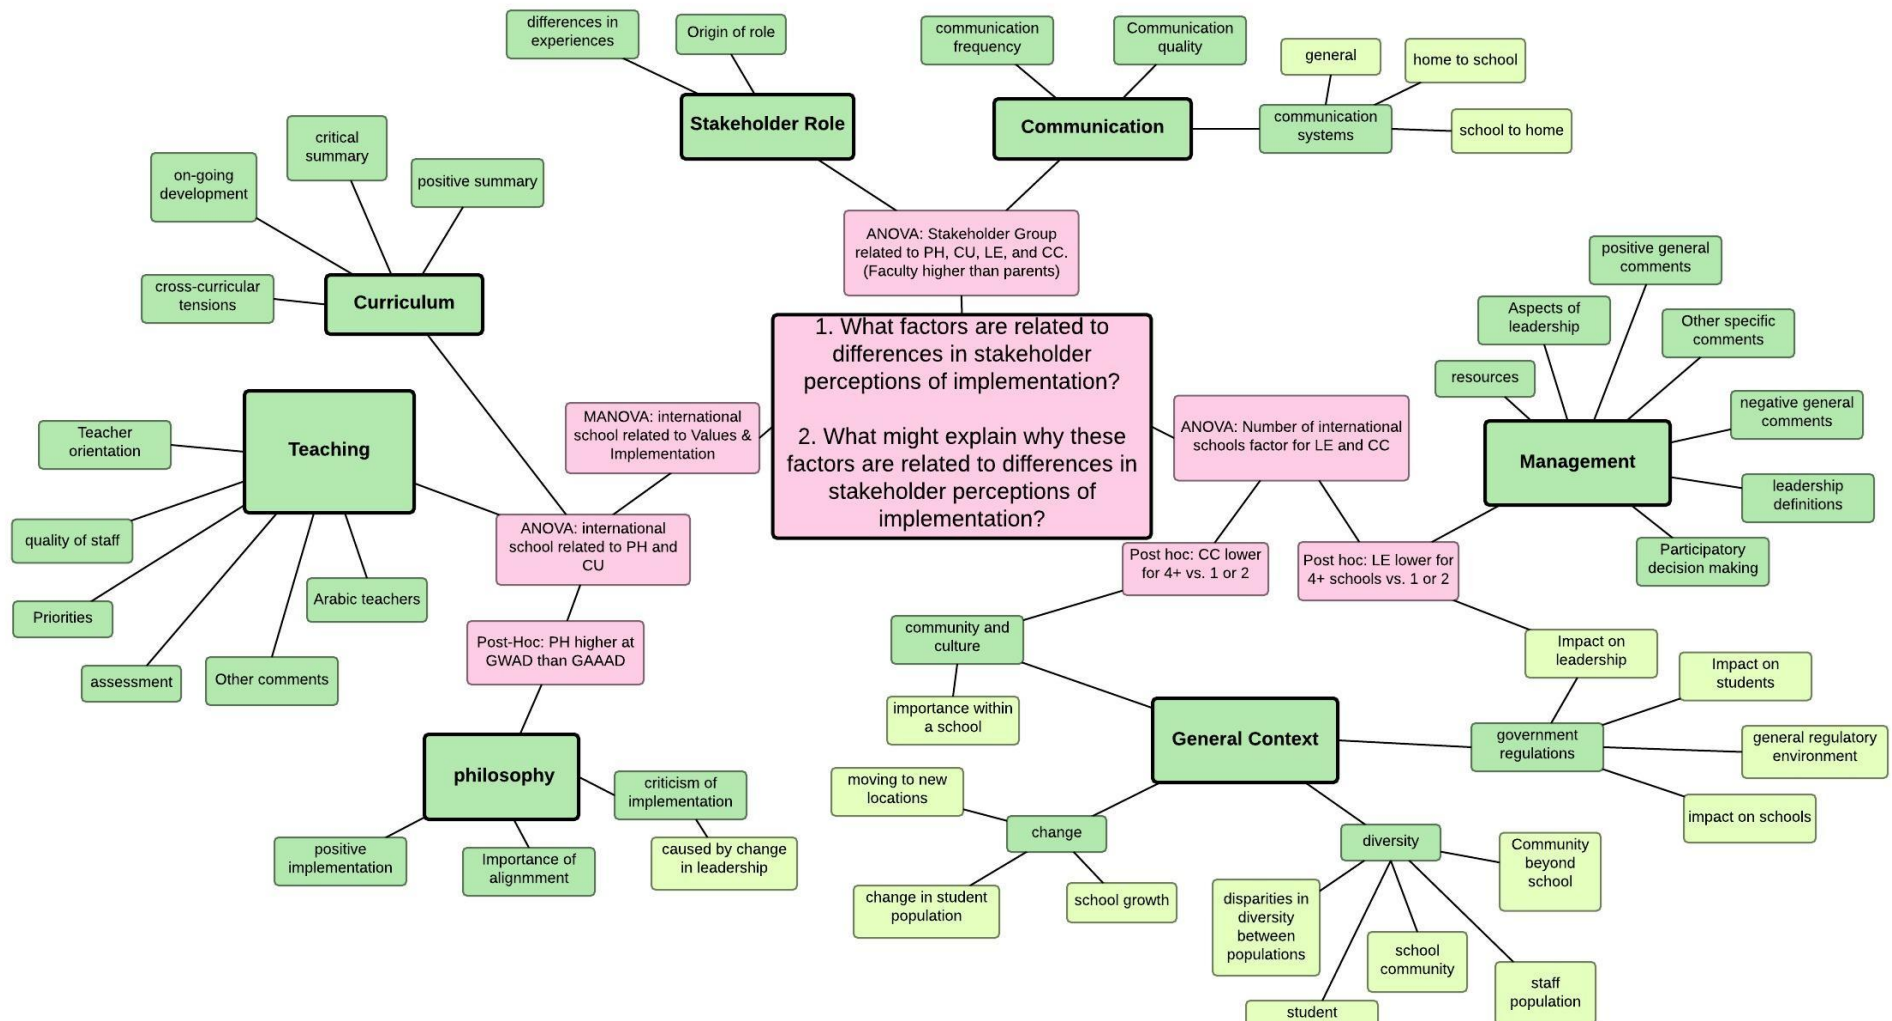 differences in
experiences
Origin of role
communication
frequency
Communication
quality
general
home to school
school to home
communication
systems
Stakeholder Role
Communication
critical
summary
on-going
development
positive summary
cross-curricular
tensions
Curriculum
ANOVA: Stakeholder Group
related to PH, CU, LE, and CC.
(Faculty higher than parents)
positive general
comments
Aspects of
leadership
Other specific
comments
resources
negative general
comments
leadership
definitions
Participatory
decision making
Management
1. What factors are related to
differences in stakeholder
perceptions of implementation?
2. What might explain why these
factors are related to differences in
stakeholder perceptions of
implementation?
MANOVA: international
school related to Values &
Implementation
ANOVA: Number of international
schools factor for LE and CC
Teaching
Teacher
orientation
quality of staff
Priorities
assessment
Other comments
Arabic teachers
ANOVA: international
school related to PH and
CU
Post-Hoc: PH higher at
GWAD than GAAAD
Post hoc: CC lower
for 4+ vs. 1 or 2
Post hoc: LE lower for
4+ schools vs. 1 or 2
philosophy
positive
implementation
Importance of
alignmment
criticism of
implementation
caused by change
in leadership
community and
culture
importance within
a school
General Context
Impact on
leadership
Impact on
students
government
regulations
general regulatory
environment
impact on schools
moving to new
locations
change
change in student
population
school growth
diversity
Community
beyond
school
disparities in
diversity
between
populations
school
community
staff
population
student